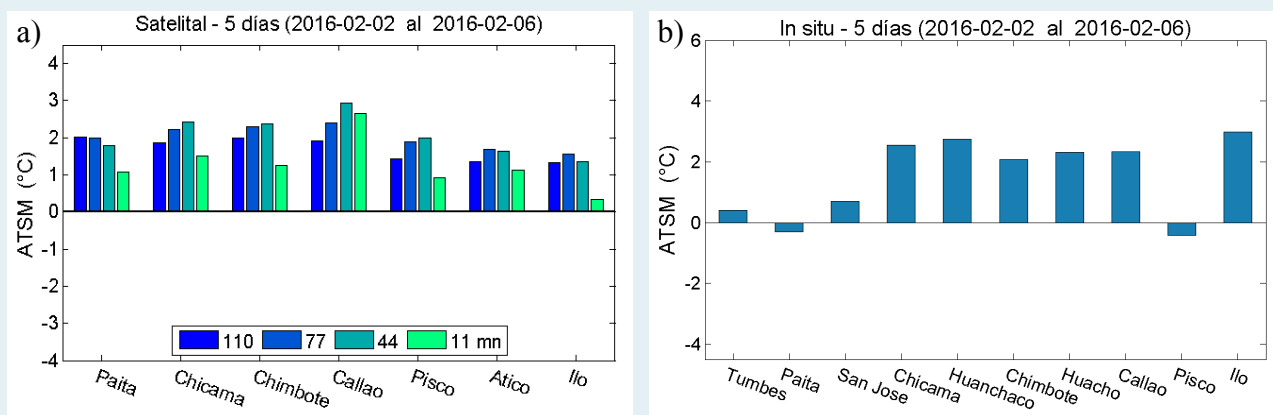 a)
Satelital - 5 días (2016-02-02 al 2016-02-06)
ATSM (°C)
4
3
2
1
0
-1
-2
-3
-4
110 77 44 11 mn
Paita Chicama Chimbote Callao Pisco Atico Ilo
b)
In situ - 5 días (2016-02-02 al 2016-02-06)
ATSM (°C)
6
4
2
0
-2
-4
Tumbes Paita San Jose Chicama Huanchaco Chimbote Huacho Callao Pisco Ilo